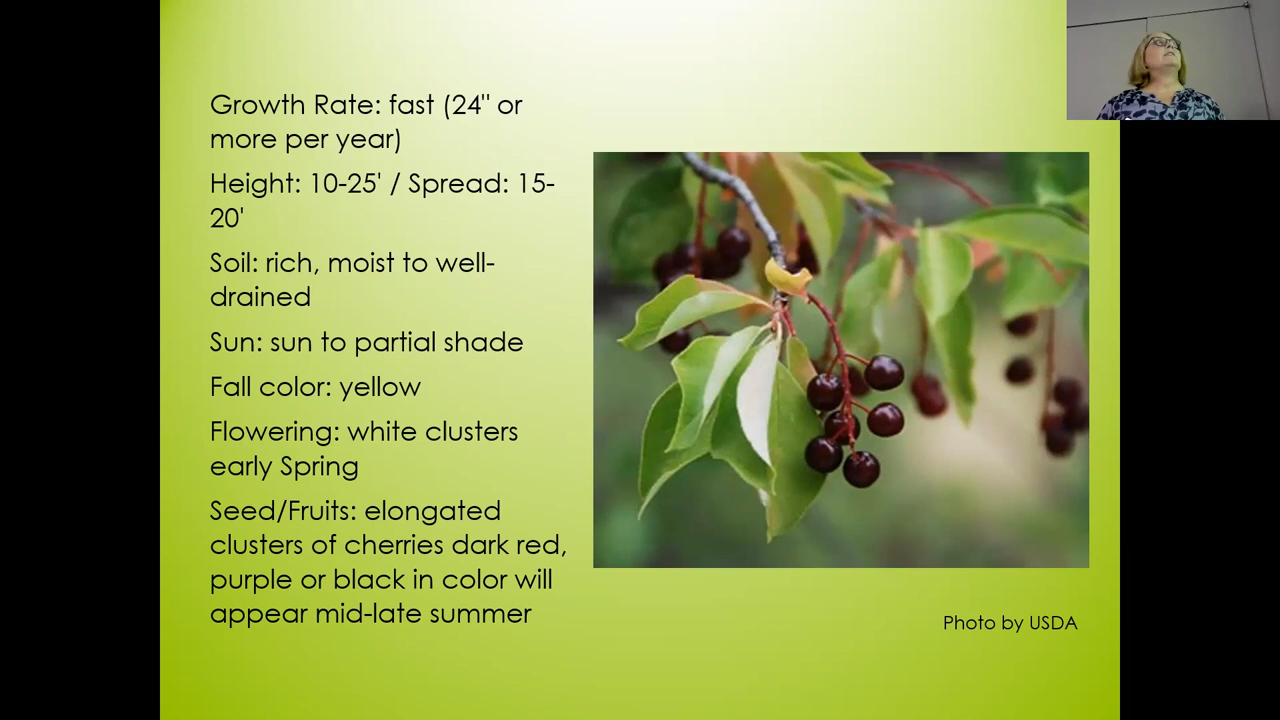 Growth Rate: fast (24" or
more per year)
Height: 10-25' / Spread: 15-
20'
Soil: rich, moist to well-
drained
Sun: sun to partial shade
Fall color: yellow
Flowering: white clusters
early Spring
Seed/Fruits: elongated
clusters of cherries dark red,
purple or black in color will
appear mid-late summer
Photo by USDA